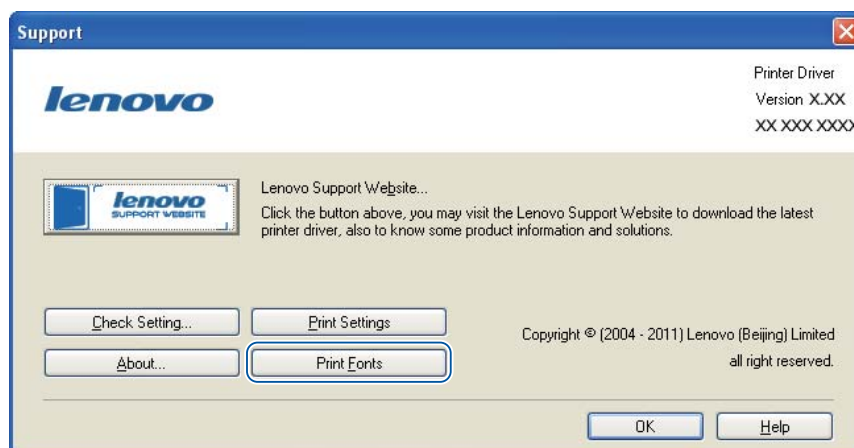 Support
lenovo
Printer Driver
Version X.XX
XX XXX XXXX
lenovo
SUPPORT WEBSITE
Lenovo Support Website...
Click the button above, you may visit the Lenovo Support Website to download the latest
printer driver, also to know some product information and solutions.
Check Setting...
Print Settings
About...
Print Fonts
Copyright © (2004 - 2011) Lenovo (Beijing) Limited
all right reserved.
OK
Help